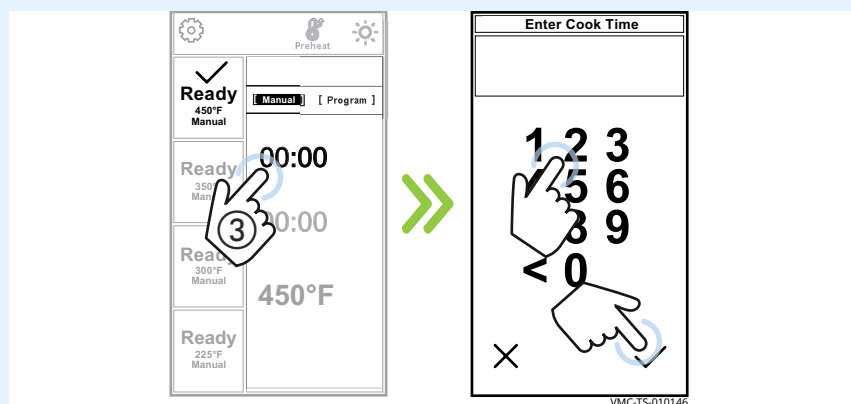 Preheat
Ready
450°F
Manual
[ Manual ] [ Program ]
Ready
00:00
3
00:00
Ready
300°F
Manual
450°F
Ready
225°F
Manual
Enter Cook Time
1 2 3
5 6
9
< 0
VMC-TS-010146